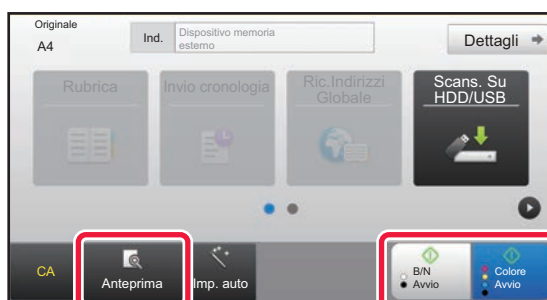 Originale
A4
Ind.
Dispositivo memoria
esterno
Dettagli
Rubrica
Invio cronologia
Ric.Indirizzi
Globale
Scans. Su
HDD/USB
CA
Anteprima
Imp. auto
B/N
Avvio
Colore
Avvio